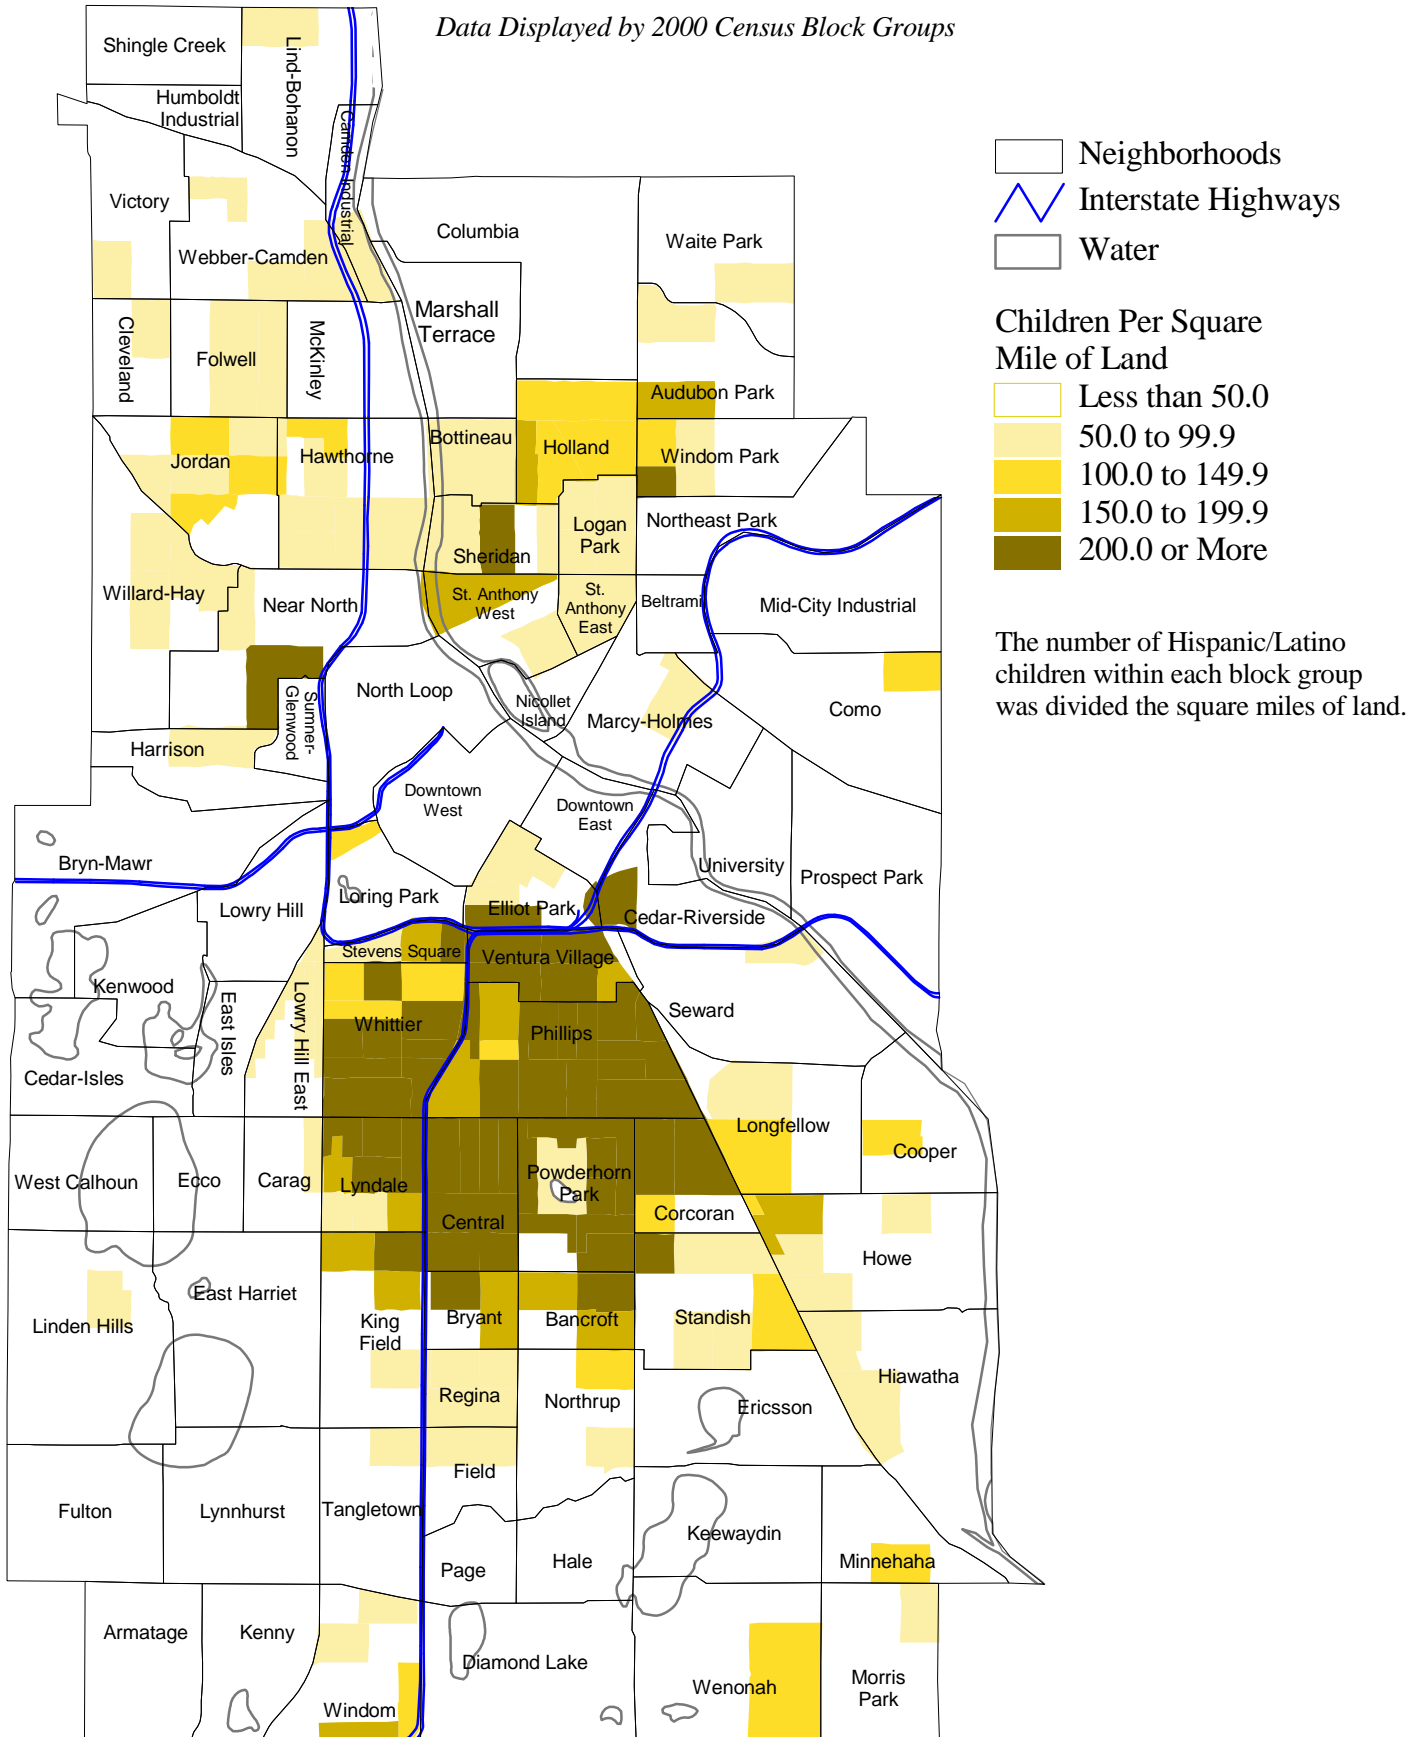 Data Displayed by 2000 Census Block Groups
Shingle Creek
Lind-Bohanon
Humboldt
Industrial
Camden Industrial
Victory
Webber-Camden
Columbia
Waite Park
Marshall
Terrace
Cleveland
Folwell
McKinley
Audubon Park
Bottineau
Holland
Windom Park
Jordan
Hawthorne
Northeast Park
Logan
Park
Sheridan
Willard-Hay
Near North
St. Anthony
West
St.
Anthony
East
Beltrami
Mid-City Industrial
North Loop
Summer-
Glenwood
Nicollet
Island
Marcy-Holmes
Como
Harrison
Downtown
West
Downtown
East
Bryn-Mawr
University
Prospect Park
Loring Park
Lowry Hill
Elliot Park
Cedar-Riverside
Stevens Square
Ventura Village
Kenwood
East Isles
Lowry Hill East
Whittier
Phillips
Seward
Cedar-Isles
Longfellow
Cooper
West Calhoun
Ecco
Carag
Lyndale
Powderhorn
Park
Central
Corcoran
Howe
East Harriet
Linden Hills
King
Field
Bryant
Bancroft
Standish
Hiawatha
Regina
Northrup
Ericsson
Field
Fulton
Lynnhurst
Tangletown
Keewaydin
Minnehaha
Page
Hale
Armatage
Kenny
Diamond Lake
Wenonah
Morris
Park
Windom
Neighborhoods
Interstate Highways
Water
Children Per Square
Mile of Land
Less than 50.0
50.0 to 99.9
100.0 to 149.9
150.0 to 199.9
200.0 or More
The number of Hispanic/Latino
children within each block group
was divided the square miles of land.